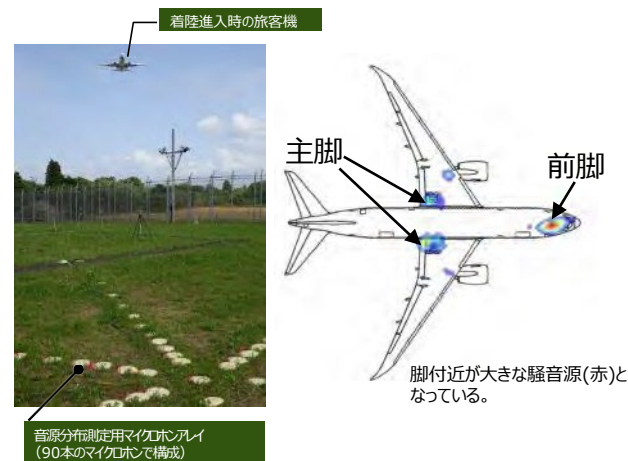 着陸進入時の旅客機
主脚
前脚
脚付近が大きな騒音源(赤)と
なっている。
音源分布測定用マイクロホンアレイ
(90本のマイクロホンで構成)